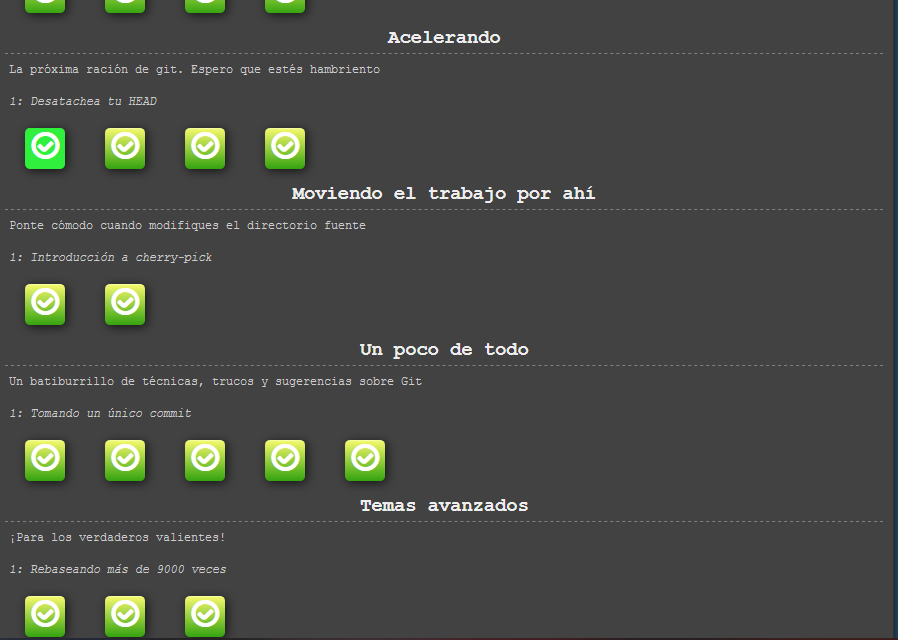 Acelerando
La próxima ración de git. Espero que estés hambriento
1: Desatachea tu HEAD
Moviendo el trabajo por ahí
Ponte cómodo cuando modifiques el directorio fuente
1: Introducción a cherry-pick
Un poco de todo
Un batiburrillo de técnicas, trucos y sugerencias sobre Git
1: Tomando un único commit
Temas avanzados
¡Para los verdaderos valientes!
1: Rebaseando más de 9000 veces